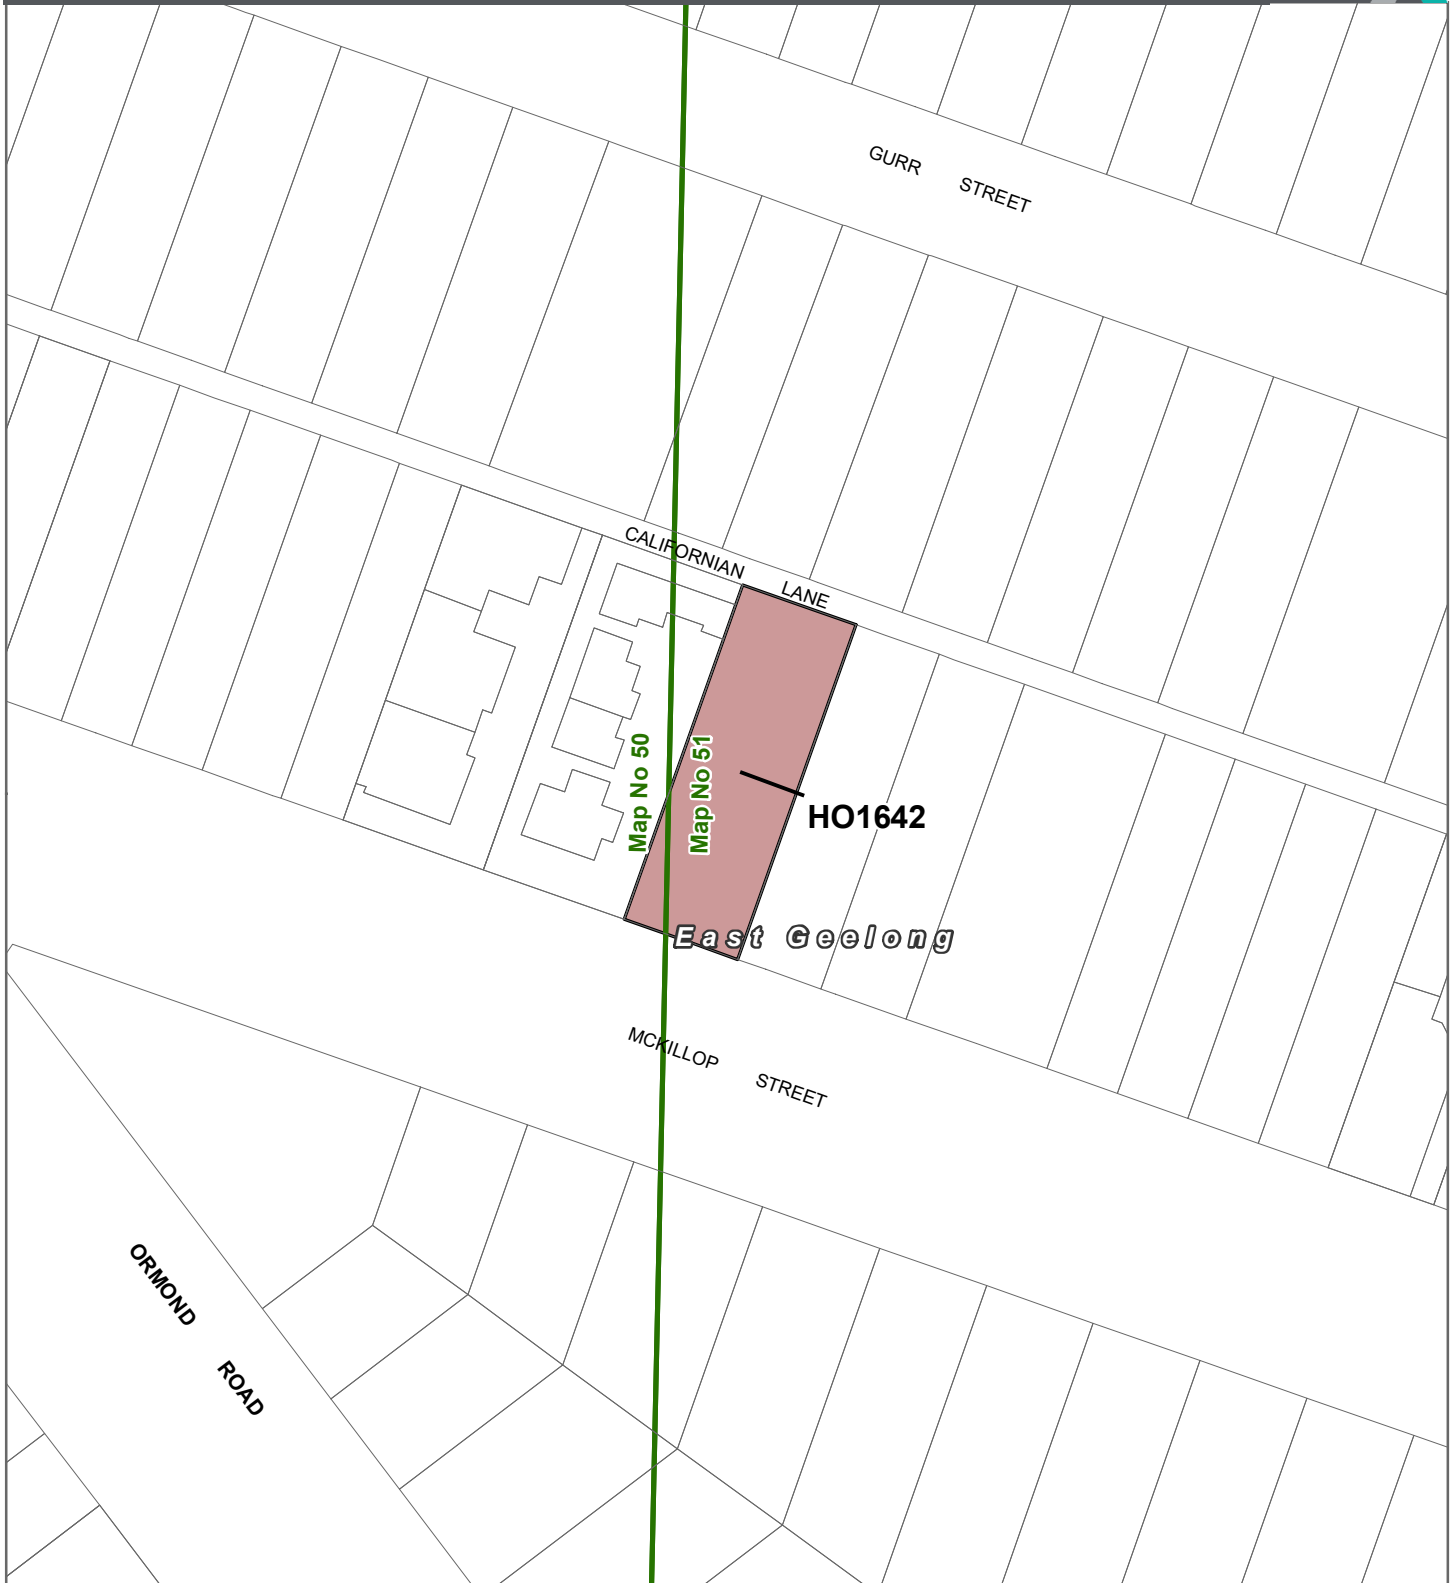 GURR STREET
CALIFORNIAN LANE
Map No 50
Map No 51
HO1642
East Geelong
MCKILLOP STREET
ORMOND ROAD